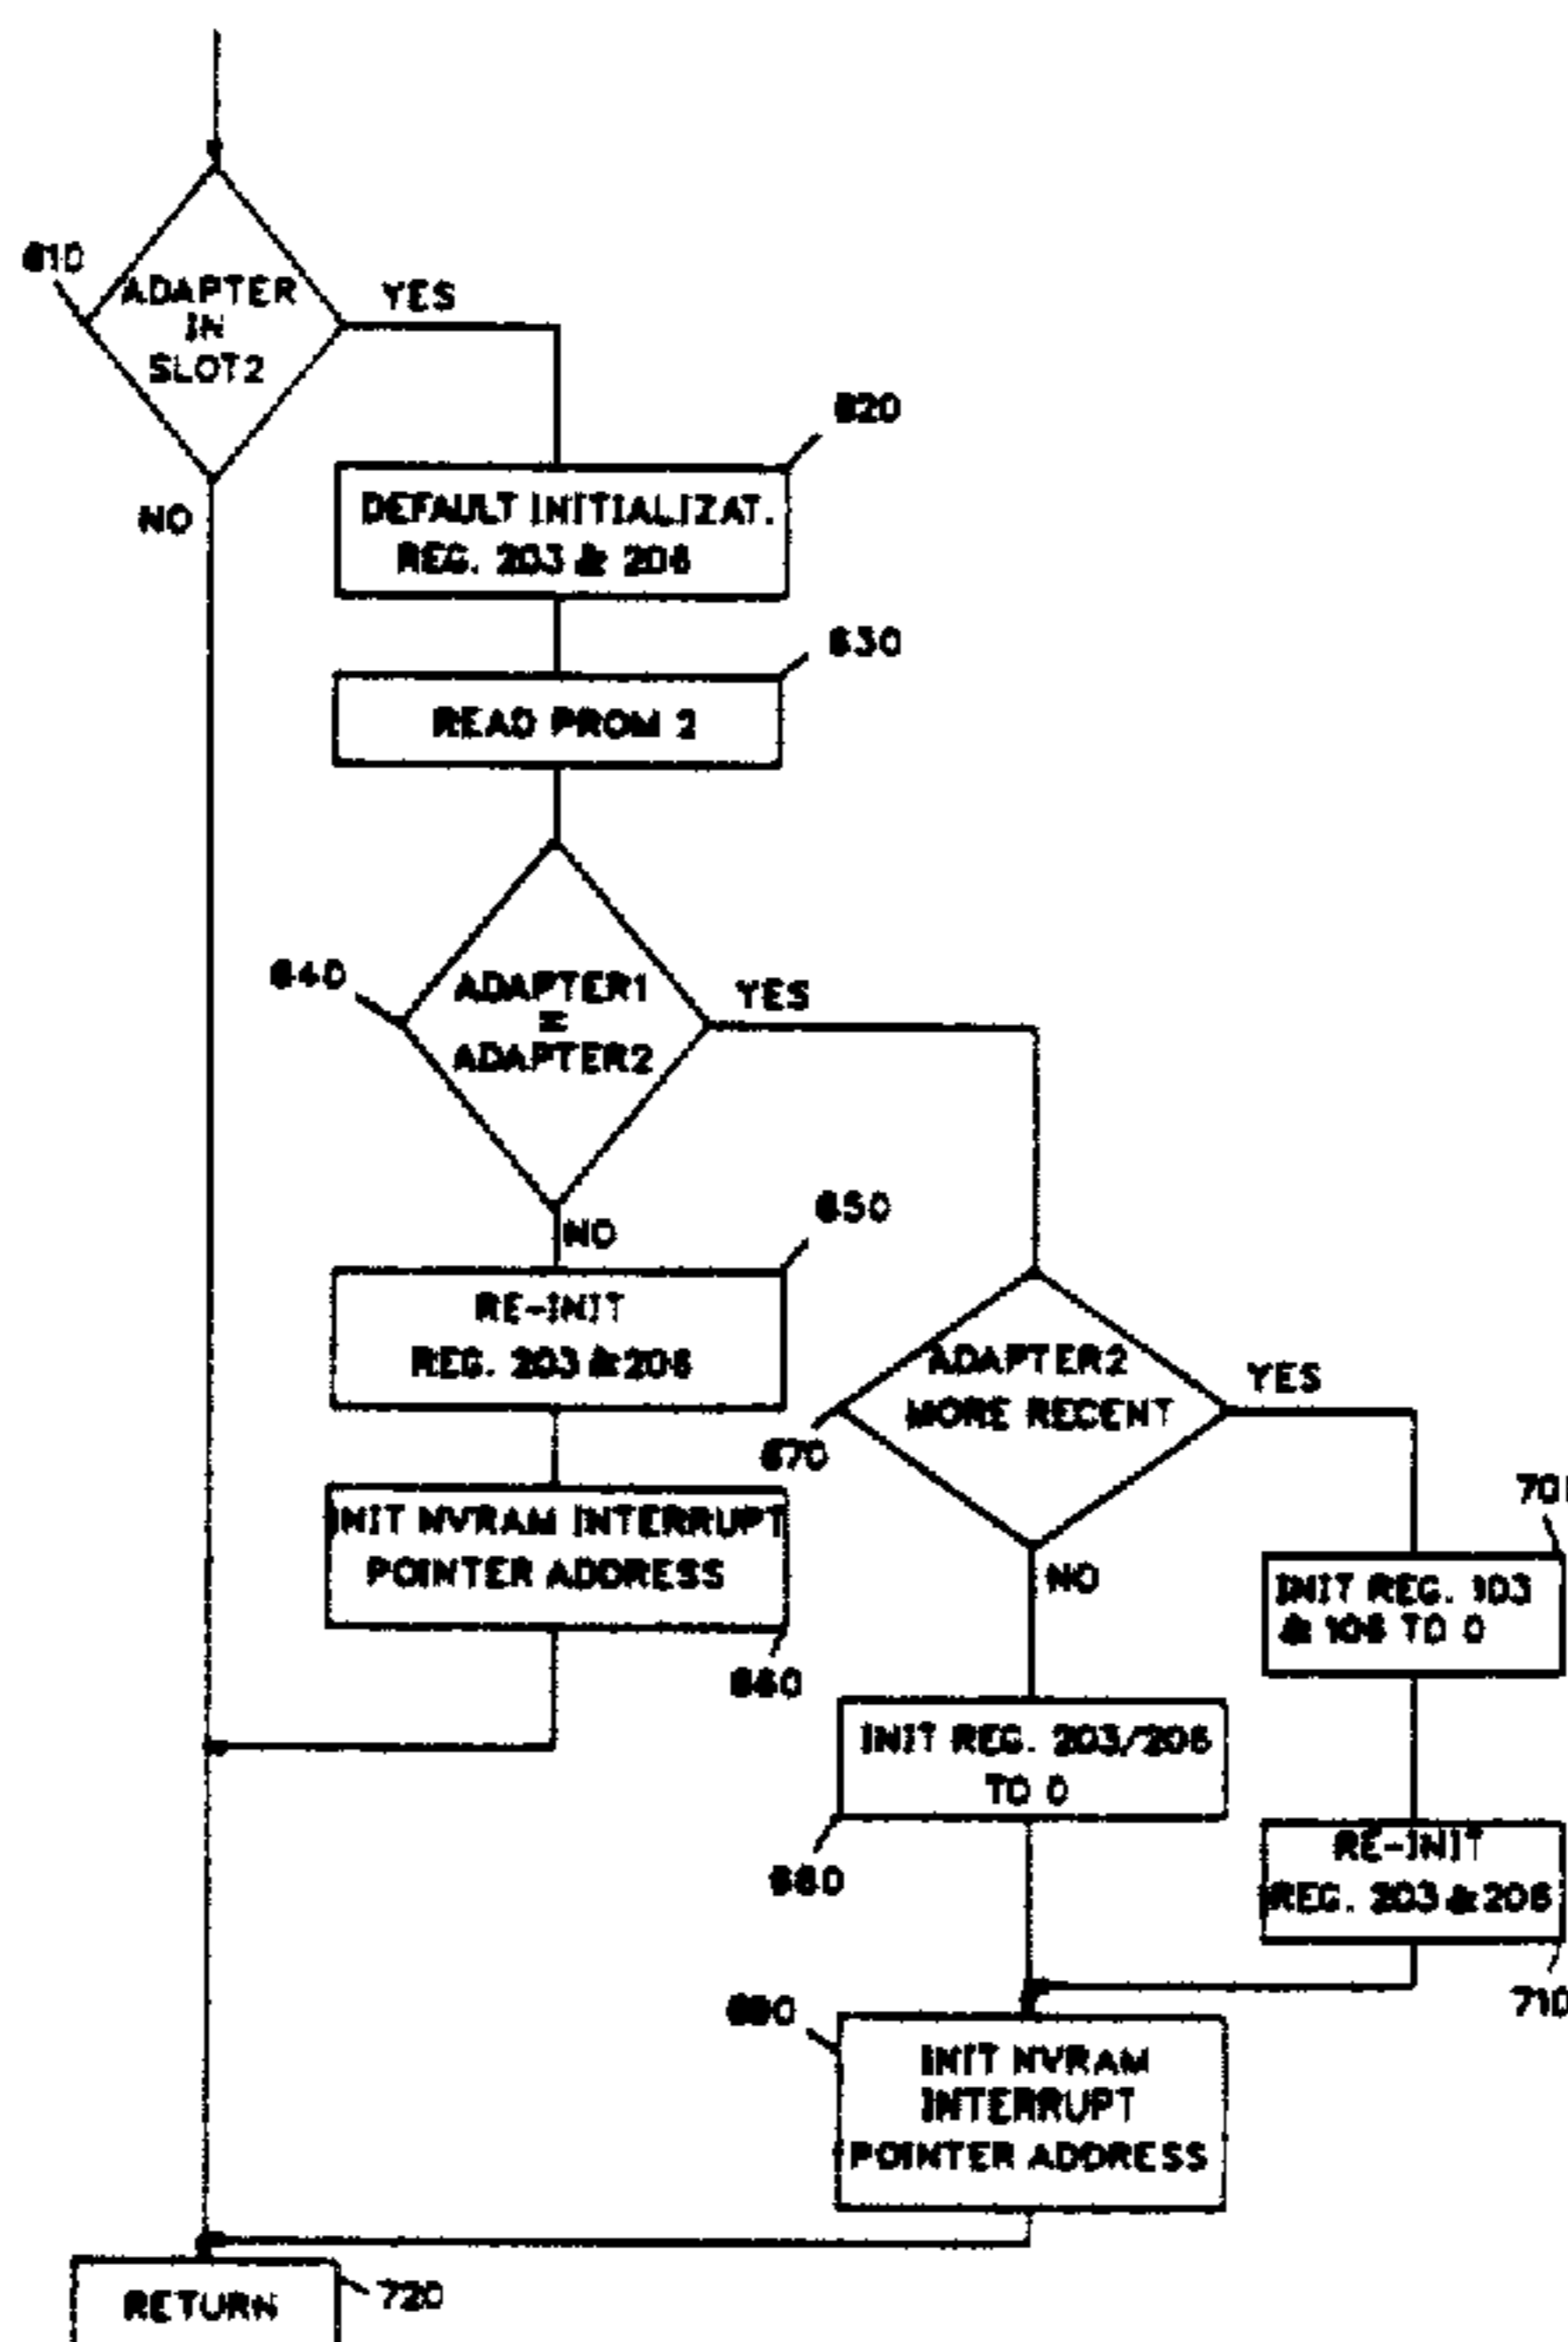 610
ADAPTER
IN
SLOT2
YES
NO
620
DEFAULT INITIALIZAT.
REG. 203 & 206
630
READ PROM 2
640
ADAPTER1
=
ADAPTER2
YES
NO
650
RE-INIT
REG. 203 & 206
INIT NVRAM INTERRUPT
POINTER ADDRESS
660
ADAPTER2
MORE RECENT
670
YES
NO
701
INIT REG. 103
& 106 TO 0
INIT REG. 203/206
TO 0
680
RE-INIT
REG. 203 & 206
710
690
INIT NVRAM
INTERRUPT
POINTER ADDRESS
RETURN
720